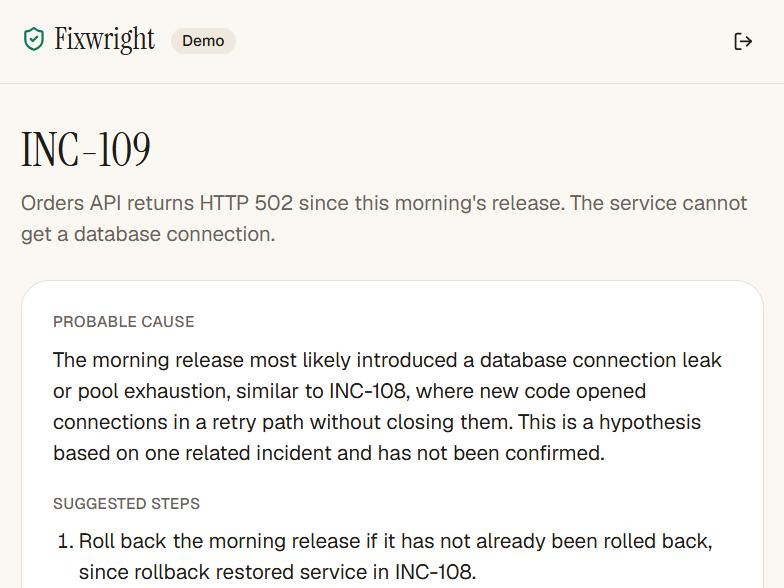 Fixwright
Demo
INC-109
Orders API returns HTTP 502 since this morning's release. The service cannot
get a database connection.
PROBABLE CAUSE
The morning release most likely introduced a database connection leak
or pool exhaustion, similar to INC-108, where new code opened
connections in a retry path without closing them. This is a hypothesis
based on one related incident and has not been confirmed.
SUGGESTED STEPS
1. Roll back the morning release if it has not already been rolled back,
since rollback restored service in INC-108.